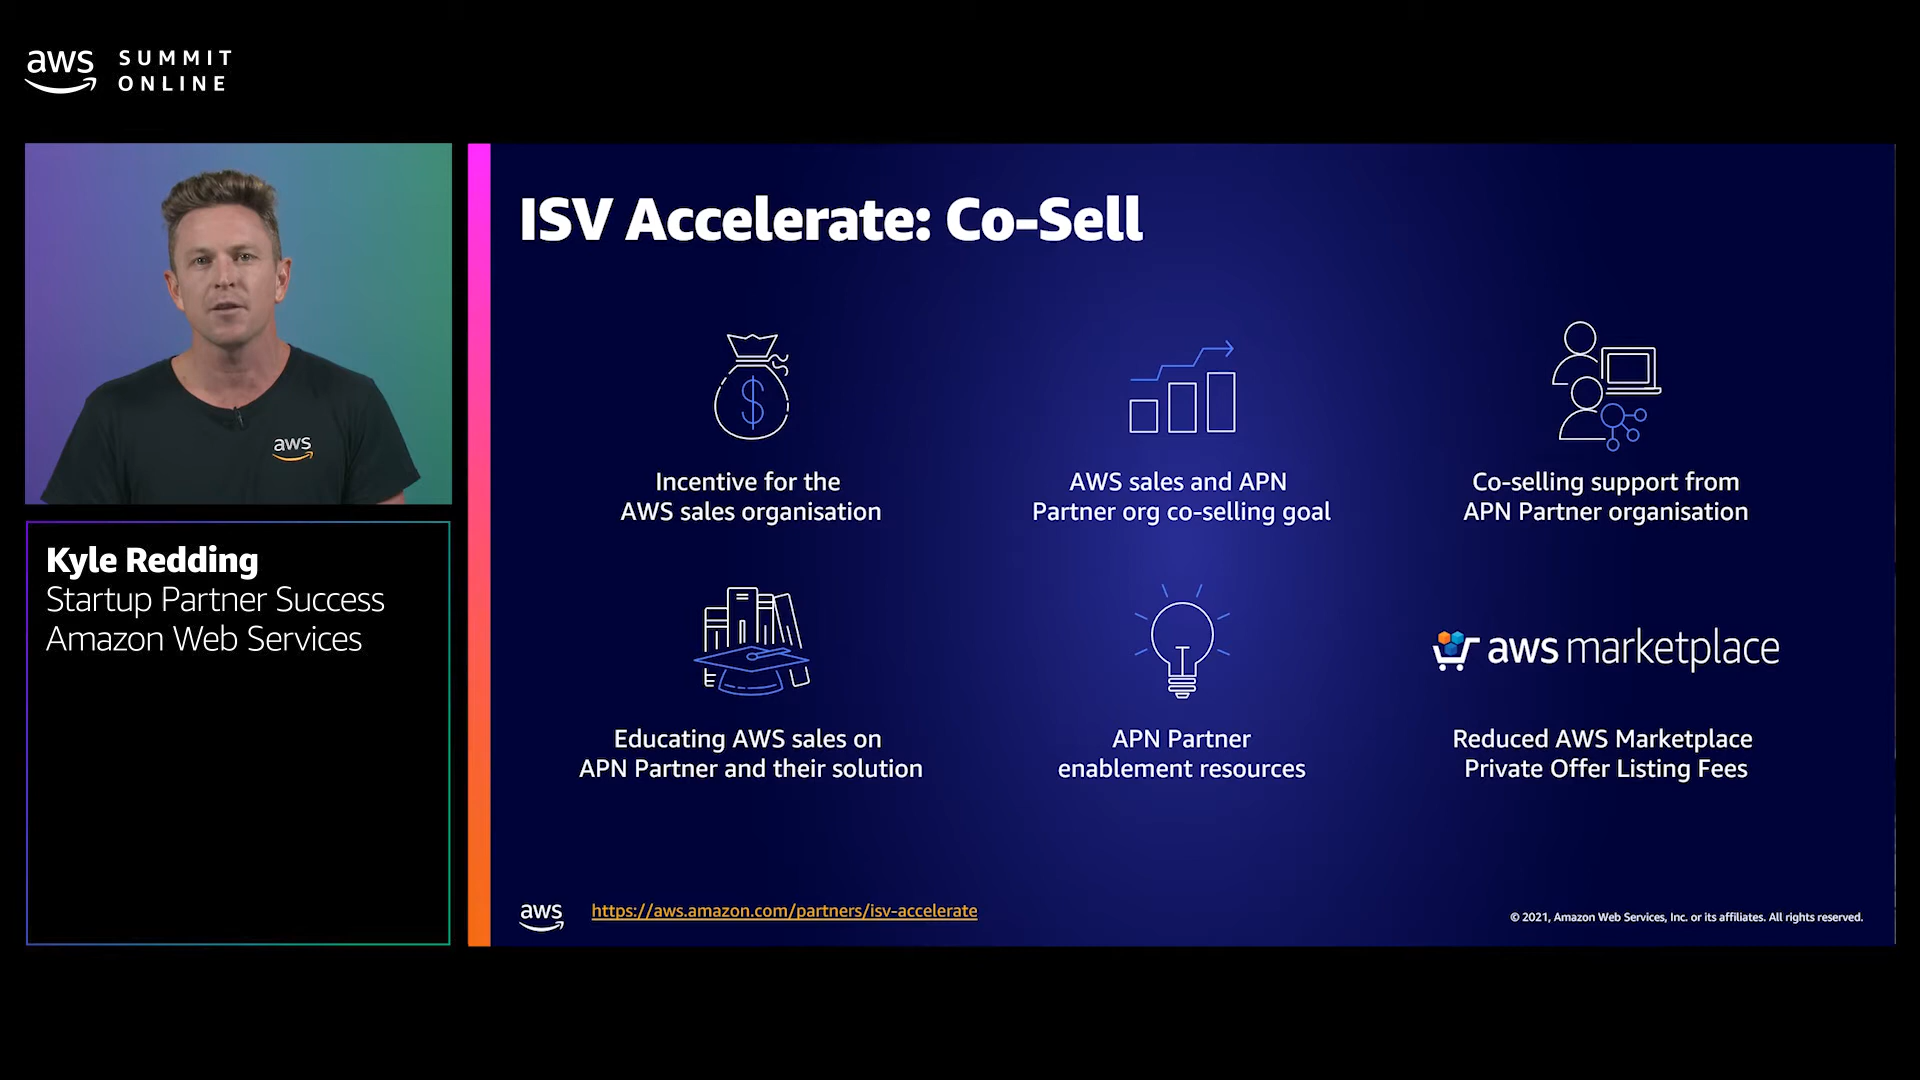 aws SUMMIT
ONLINE
aws
Kyle Redding
Startup Partner Success
Amazon Web Services
ISV Accelerate: Co-Sell
$
Incentive for the
AWS sales organisation
AWS sales and APN
Partner org co-selling goal
Co-selling support from
APN Partner organisation
Educating AWS sales on
APN Partner and their solution
APN Partner
enablement resources
aws marketplace
Reduced AWS Marketplace
Private Offer Listing Fees
aws
https://aws.amazon.com/partners/isv-accelerate
© 2021, Amazon Web Services, Inc. or its affiliates. All rights reserved.